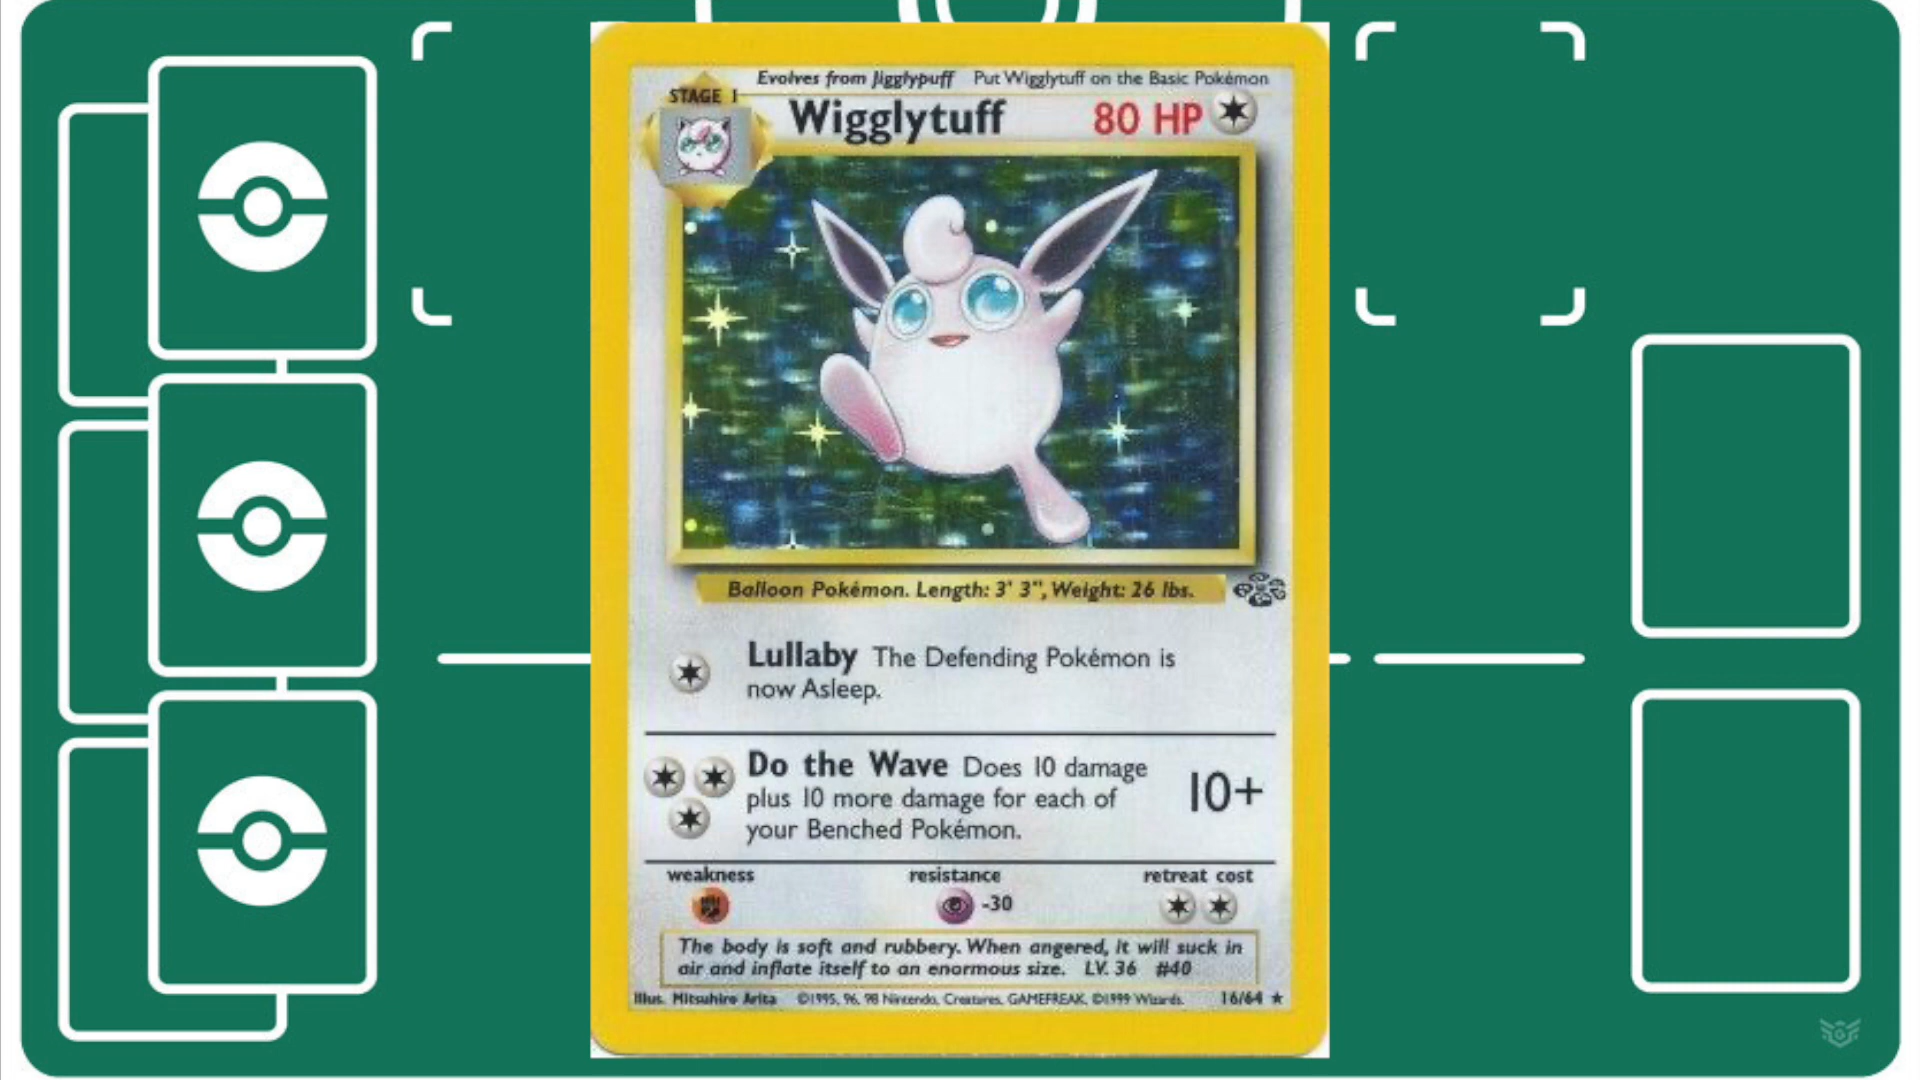 Evolves from Jigglypuff Put Wigglytuff on the Basic Pokémon
STAGE 1
Wigglytuff 80 HP
Balloon Pokémon. Length: 3' 3", Weight: 26 lbs.
Lullaby The Defending Pokémon is
now Asleep.
Do the Wave Does 10 damage
plus 10 more damage for each of
your Benched Pokémon.
10+
weakness resistance retreat cost
-30
The body is soft and rubbery. When angered, it will suck in
air and inflate itself to an enormous size. LV. 36 #40
Illus. Mitsuhiro Arita ©1995, 96, 98 Nintendo, Creatures, GAMEFREAK. ©1999 Wizards. 16/64 ★